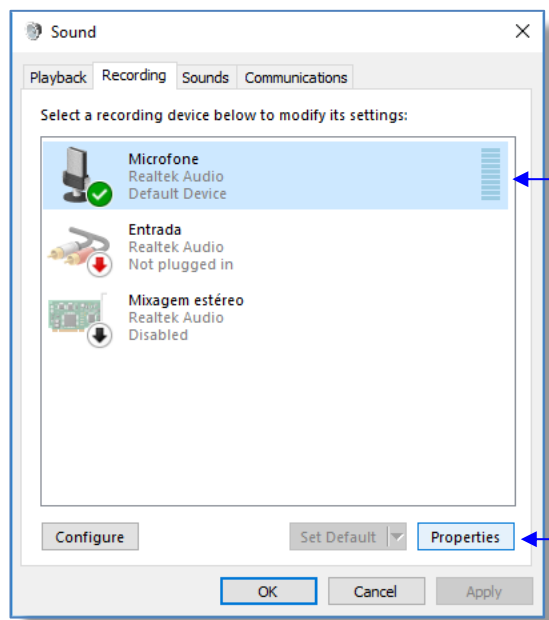 Sound
Playback Recording Sounds Communications
Select a recording device below to modify its settings:
Microfone
Realtek Audio
Default Device
Entrada
Realtek Audio
Not plugged in
Mixagem estéreo
Realtek Audio
Disabled
Configure Set Default Properties
OK Cancel Apply